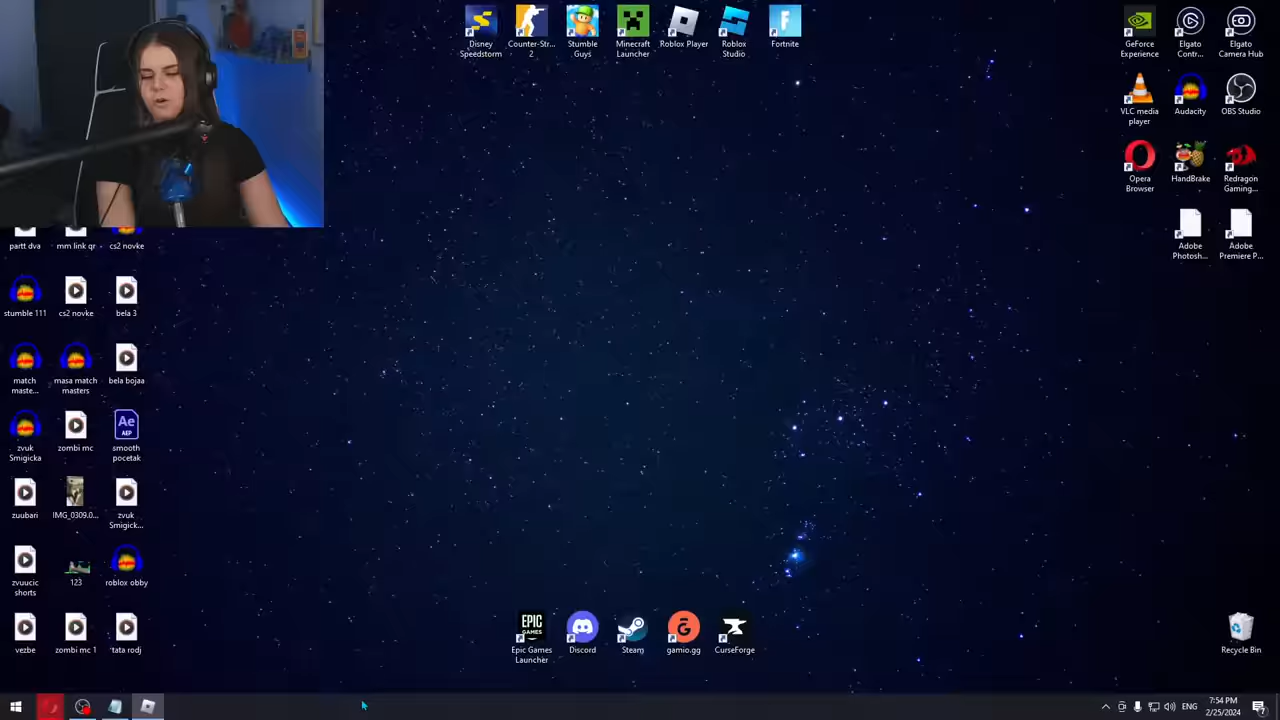 Disney
Speedstorm
Counter-Str...
2
Stumble
Guys
Minecraft
Launcher
Roblox Player
Roblox
Studio
Fortnite
GeForce
Experience
Elgato
Contr...
Elgato
Camera Hub
VLC media
player
Audacity
OBS Studio
Opera
Browser
HandBrake
Redragon
Gaming...
Adobe
Photosh...
Adobe
Premiere P...
partt dva
mm link qr
cs2 novke
stumble 111
cs2 novke
bela 3
match
maste...
masa match
masters
bela bojaa
zvuk
Smigicka
zombi mc
Ae
AEP
smooth
pocetak
zuubari
IMG_0309.0...
zvuk
Smigick...
zvuucic
shorts
123
roblox obby
vezbe
zombi mc 1
tata rodj
EPIC
GAMES
Epic Games
Launcher
Discord
Steam
gamio.gg
CurseForge
Recycle Bin
ENG
7:54 PM
2/25/2024